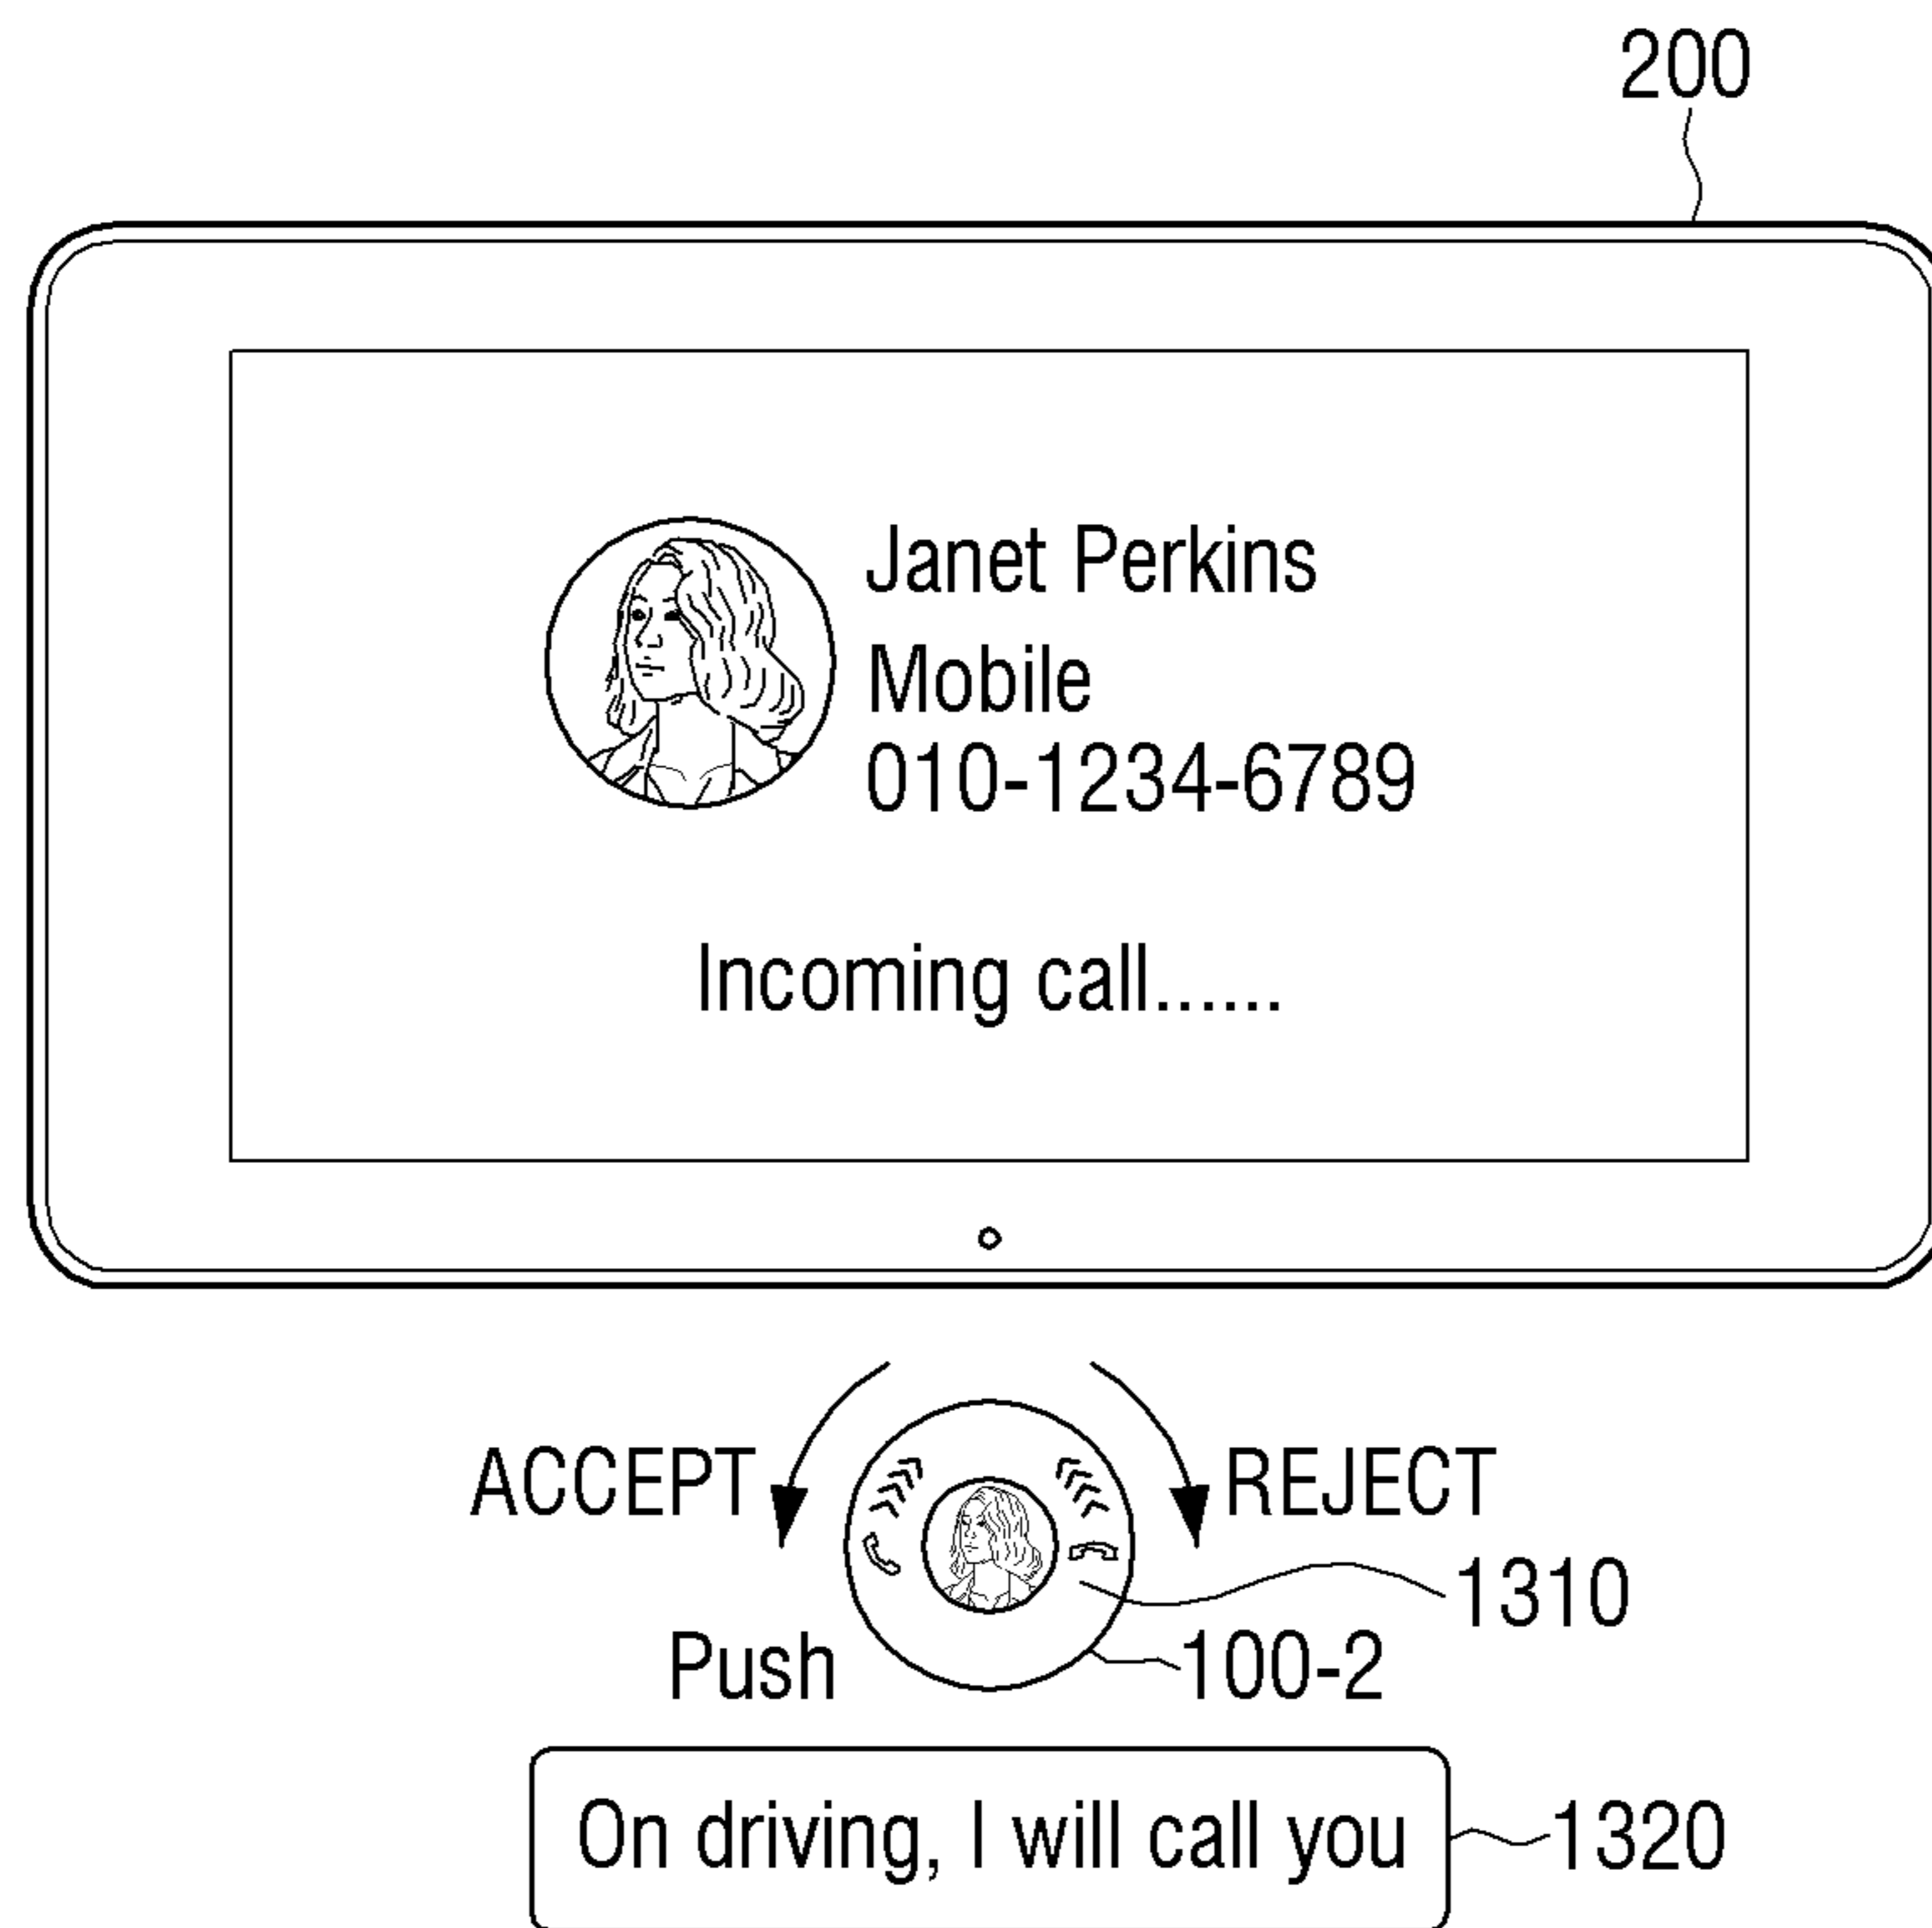 200
Janet Perkins
Mobile
010-1234-6789
Incoming call......
ACCEPT
REJECT
1310
Push
100-2
On driving, I will call you
1320